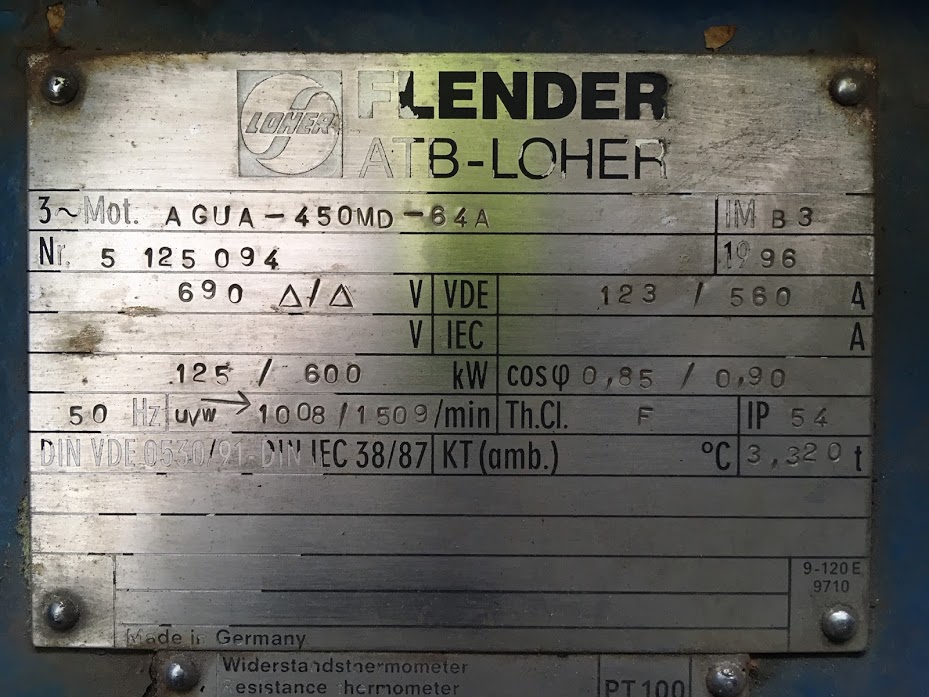 LOHER
FLENDER
ATB-LOHER
3~Mot. AGUA-450MD-64A IM B3
Nr. 5 125 094 1996
690 Δ/Δ V VDE 123 / 560 A
V IEC A
125 / 600 kW cosφ 0,85 / 0,90
50 Hz uvw → 1008/1509/min Th.Cl. F IP 54
DIN VDE 0530/91-DIN IEC 38/87 KT (amb.) °C 3,320 t
9-120E
9710
Made in Germany
Widerstandsthermometer
Resistance thermometer PT100